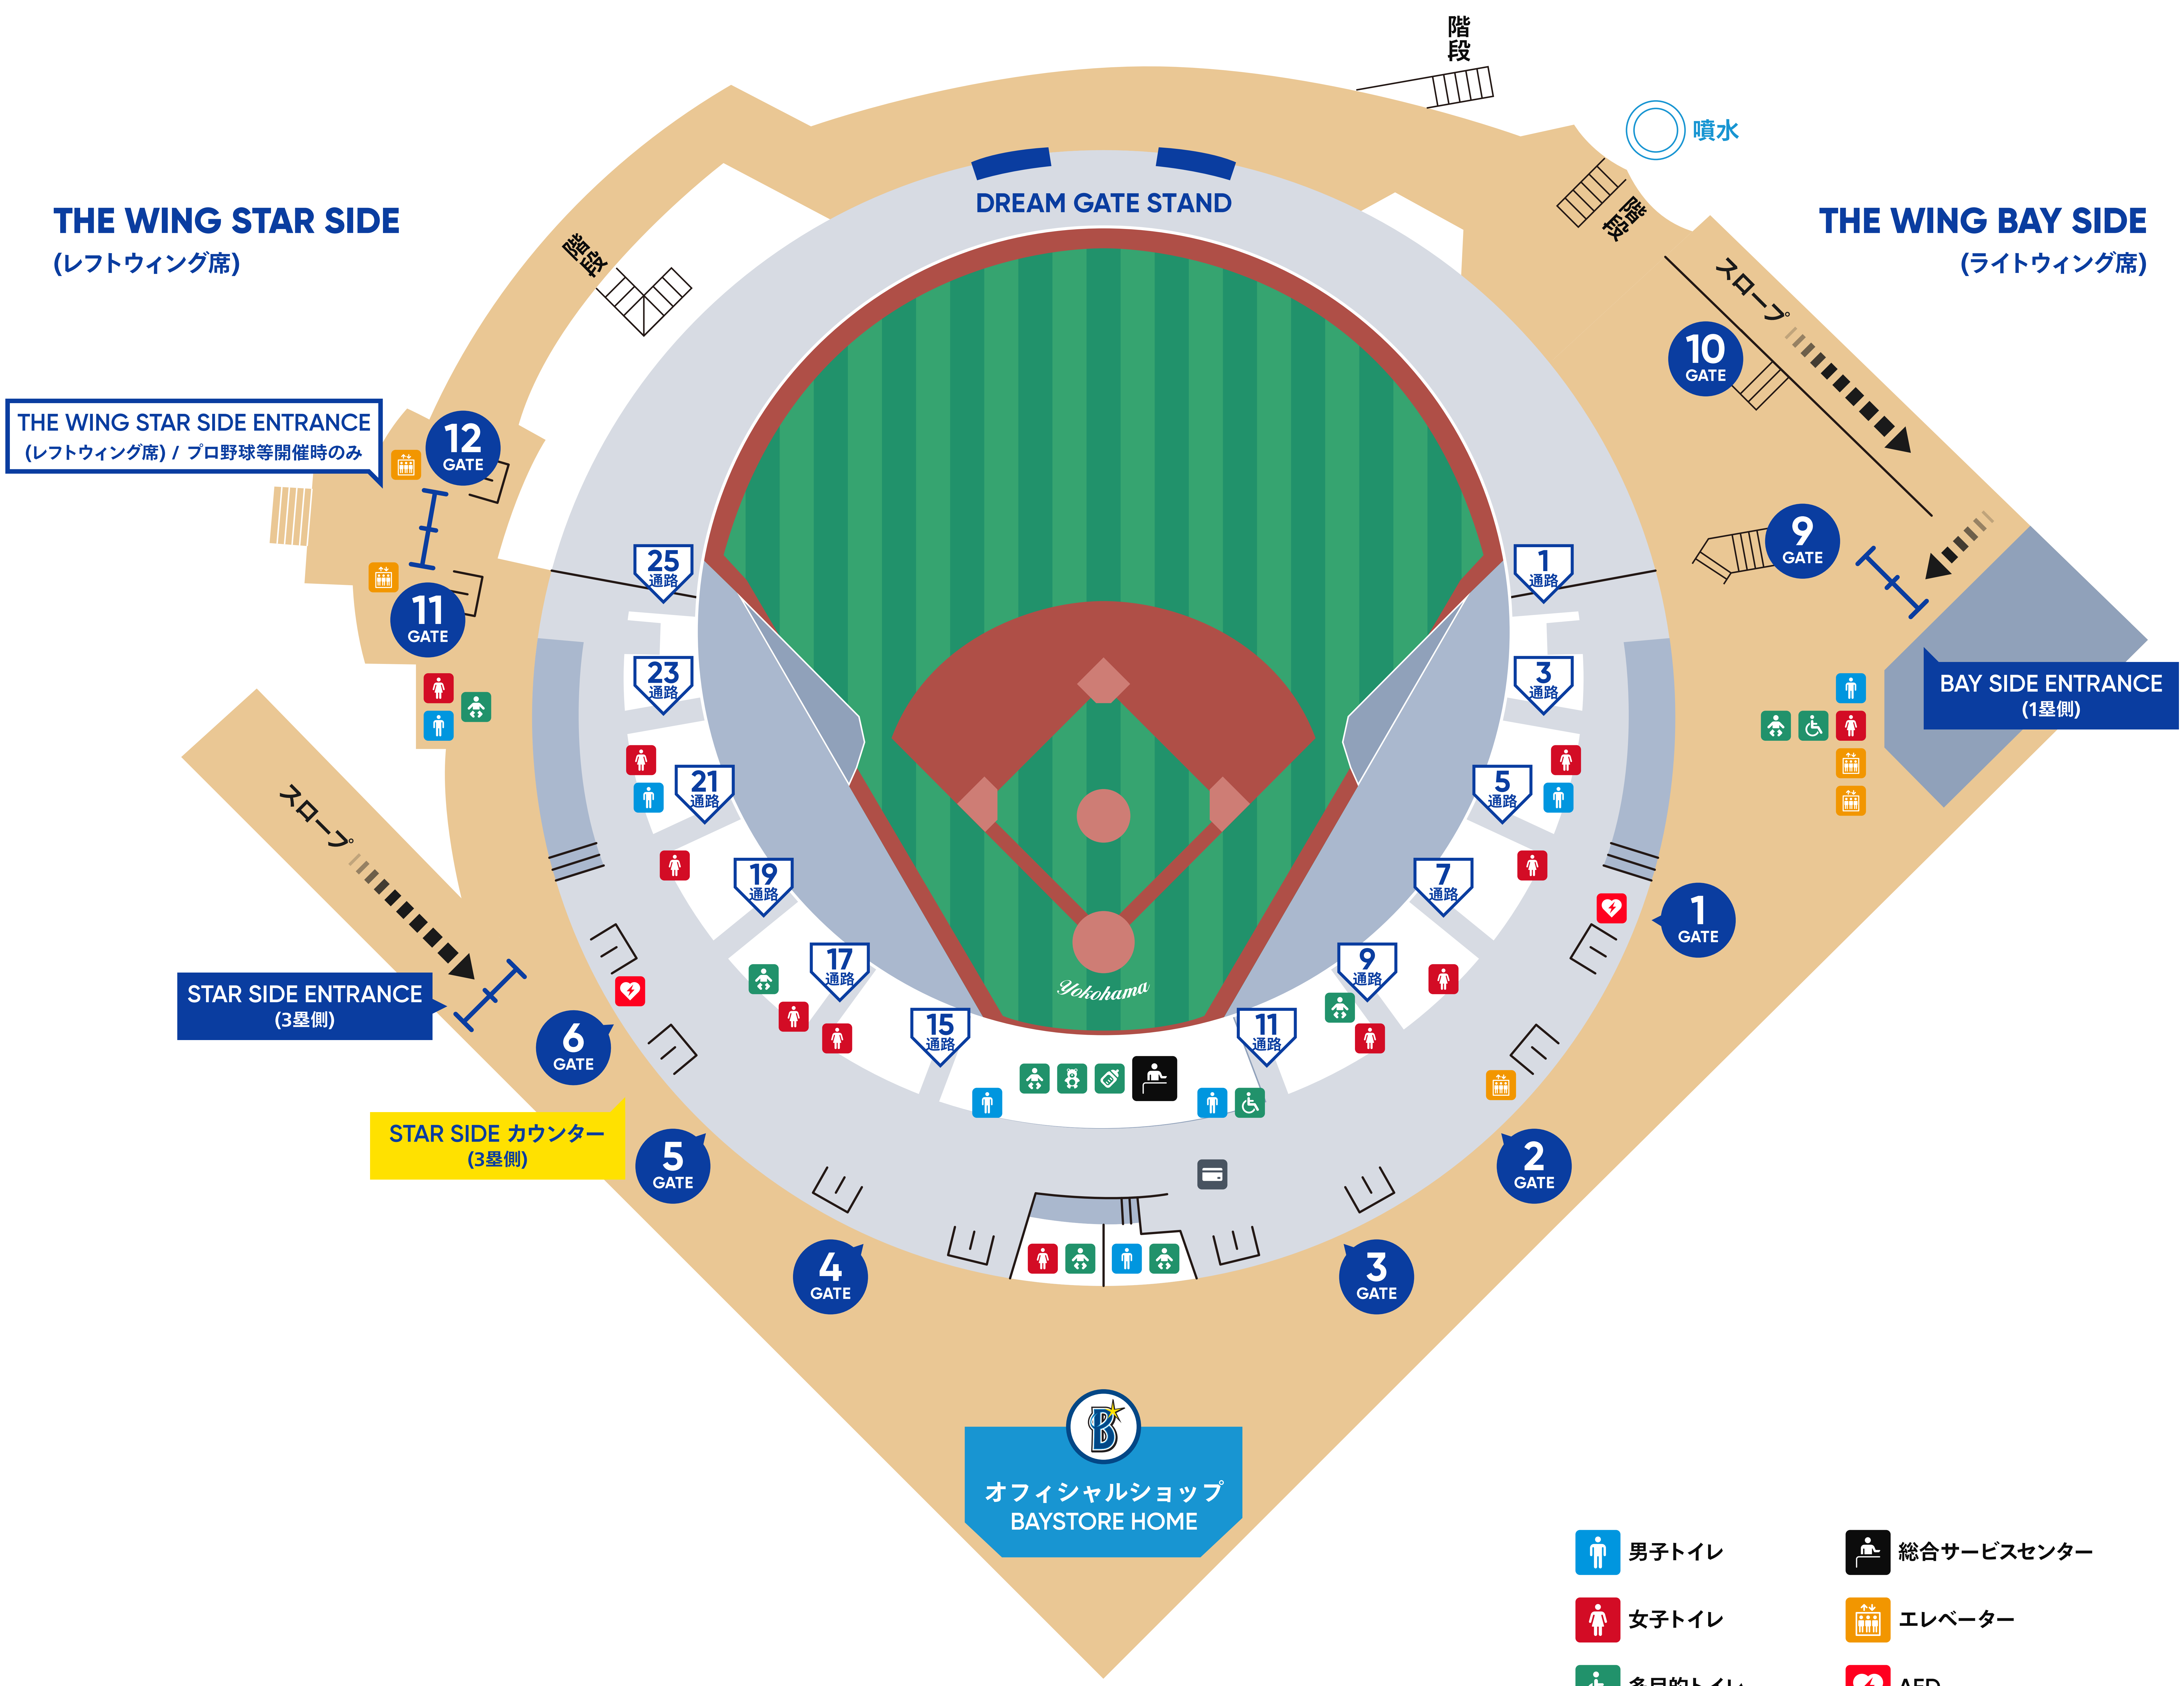 階段
噴水
DREAM GATE STAND
THE WING STAR SIDE
(レフトウィング席)
THE WING BAY SIDE
(ライトウィング席)
階段
階段
スロープ
10
GATE
THE WING STAR SIDE ENTRANCE
(レフトウィング席) / プロ野球等開催時のみ
12
GATE
9
GATE
25
通路
1
通路
11
GATE
23
通路
3
通路
BAY SIDE ENTRANCE
(1塁側)
21
通路
5
通路
スロープ
19
通路
7
通路
1
GATE
17
通路
9
通路
STAR SIDE ENTRANCE
(3塁側)
Yokohama
6
GATE
15
通路
11
通路
STAR SIDE カウンター
(3塁側)
5
GATE
2
GATE
4
GATE
3
GATE
B
オフィシャルショップ
BAYSTORE HOME
男子トイレ
総合サービスセンター
女子トイレ
エレベーター
多目的トイレ
AED